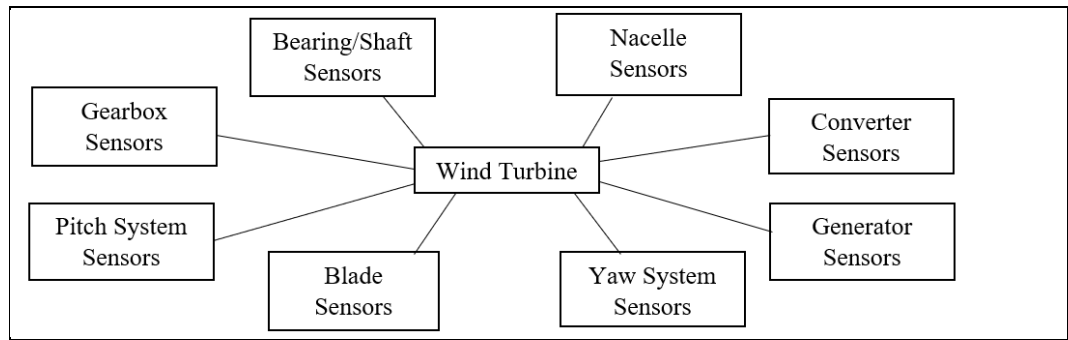 Bearing/Shaft
Sensors
Nacelle
Sensors
Gearbox
Sensors
Converter
Sensors
Wind Turbine
Pitch System
Sensors
Generator
Sensors
Blade
Sensors
Yaw System
Sensors